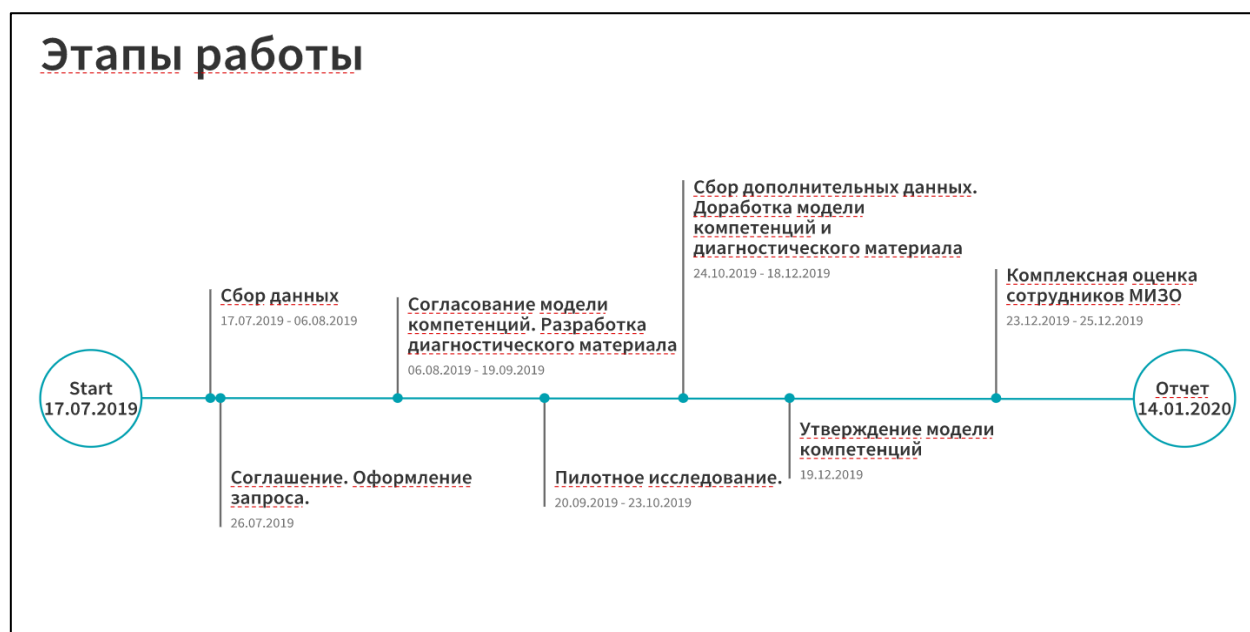 Этапы работы
Сбор дополнительных данных.
Доработка модели
компетенций и
диагностического материала
24.10.2019 - 18.12.2019
Сбор данных
17.07.2019 - 06.08.2019
Согласование модели
компетенций. Разработка
диагностического материала
06.08.2019 - 19.09.2019
Комплексная оценка
сотрудников МИЗО
23.12.2019 - 25.12.2019
Start
17.07.2019
Отчет
14.01.2020
Соглашение. Оформление
запроса.
26.07.2019
Пилотное исследование.
20.09.2019 - 23.10.2019
Утверждение модели
компетенций
19.12.2019